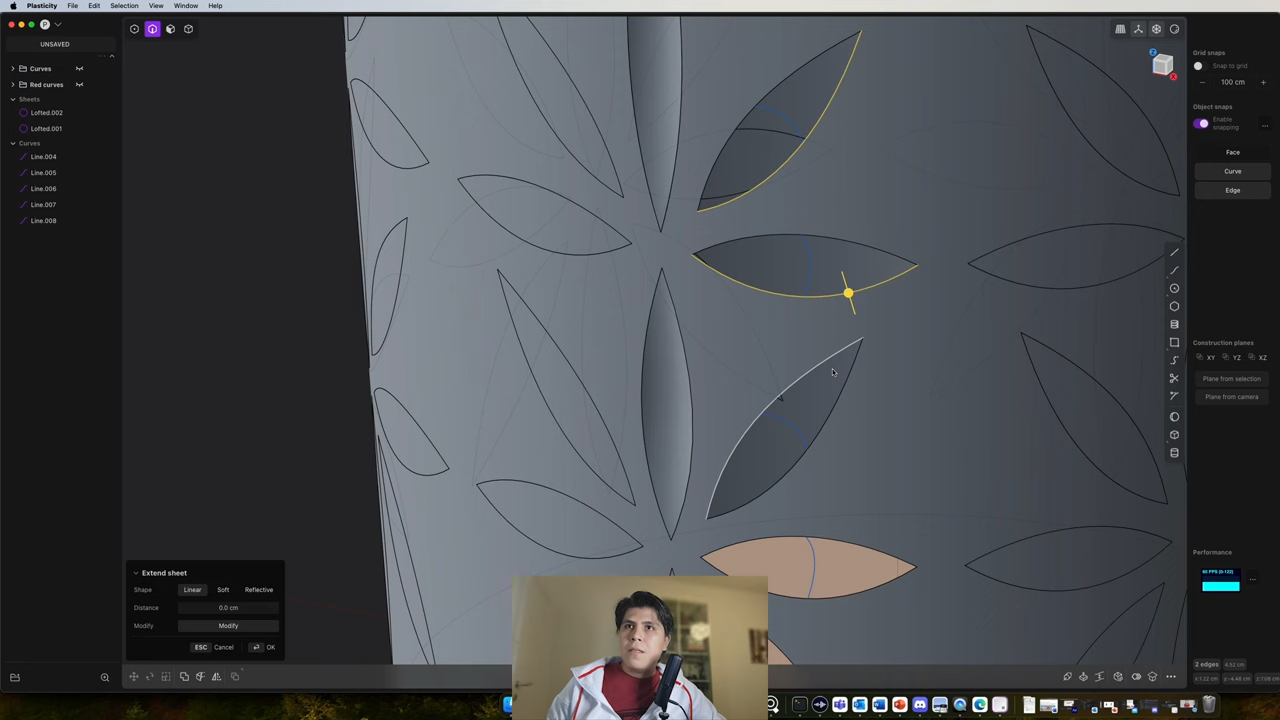 Plasticity File Edit Selection View Window Help
UNSAVED
Curves
Red curves
Sheets
Lofted.002
Lofted.001
Curves
Line.004
Line.005
Line.006
Line.007
Line.008
Extend sheet
Shape Linear Soft Reflective
Distance 0.0 cm
Modify Modify
ESC Cancel OK
Z
X
Grid snaps
Snap to grid
100 cm
Object snaps
Enable snapping
Face
Curve
Edge
Construction planes
XY YZ XZ
Plane from selection
Plane from camera
Performance
2 edges 4.52 cm